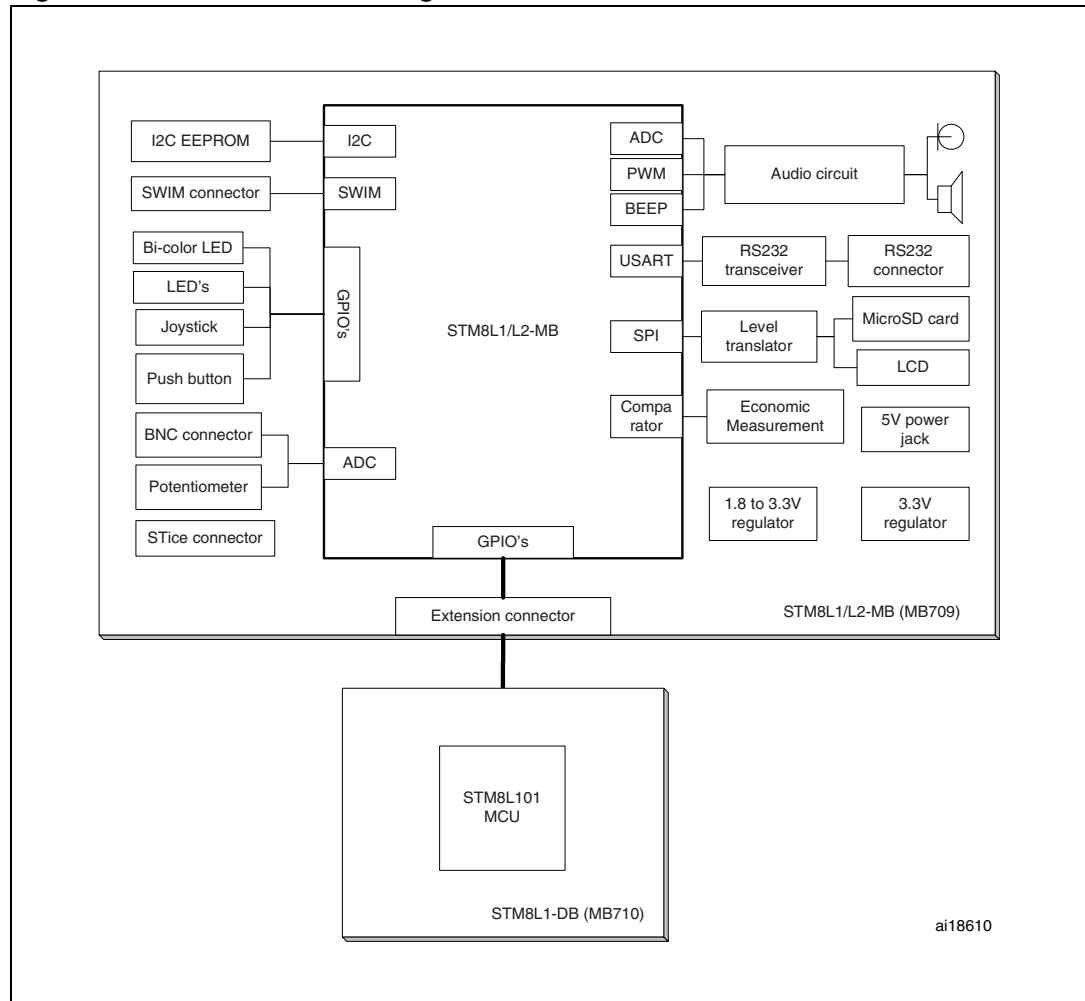 I2C EEPROM
I2C
SWIM connector
SWIM
Bi-color LED
LED's
Joystick
Push button
GPIO's
BNC connector
Potentiometer
ADC
STice connector
STM8L1/L2-MB
ADC
PWM
BEEP
Audio circuit
USART
RS232
transceiver
RS232
connector
SPI
Level
translator
MicroSD card
LCD
Compa
rator
Economic
Measurement
5V power
jack
1.8 to 3.3V
regulator
3.3V
regulator
GPIO's
Extension connector
STM8L1/L2-MB (MB709)
STM8L101
MCU
STM8L1-DB (MB710)
ai18610